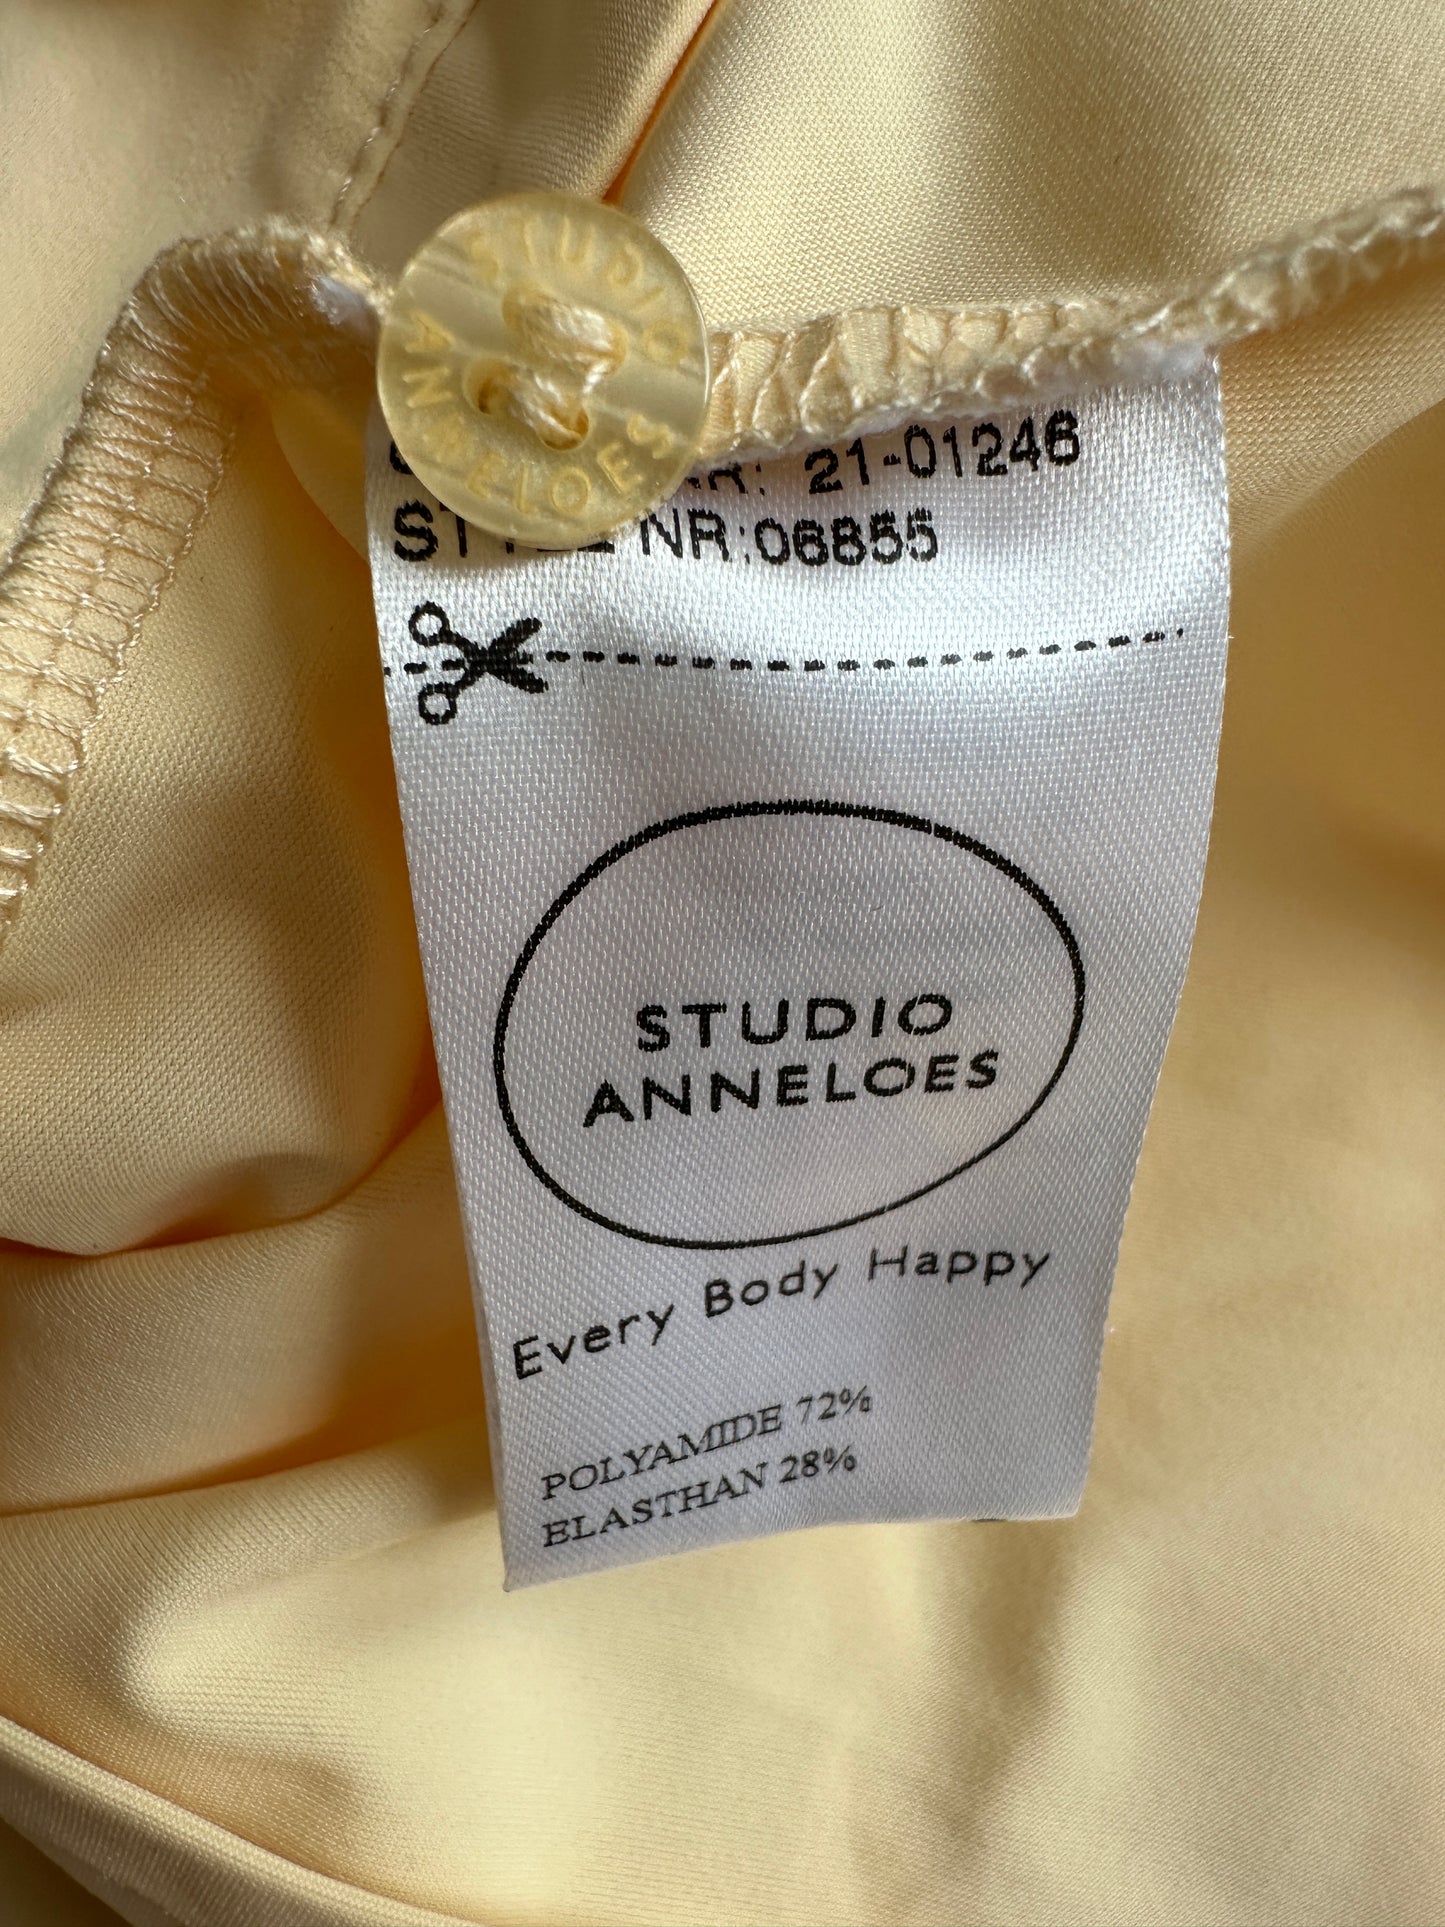 STUDIO
ANNELOES
21-01246
NR:06855
STUDIO
ANNELOES
Every Body Happy
POLYAMIDE 72%
ELASTHAN 28%